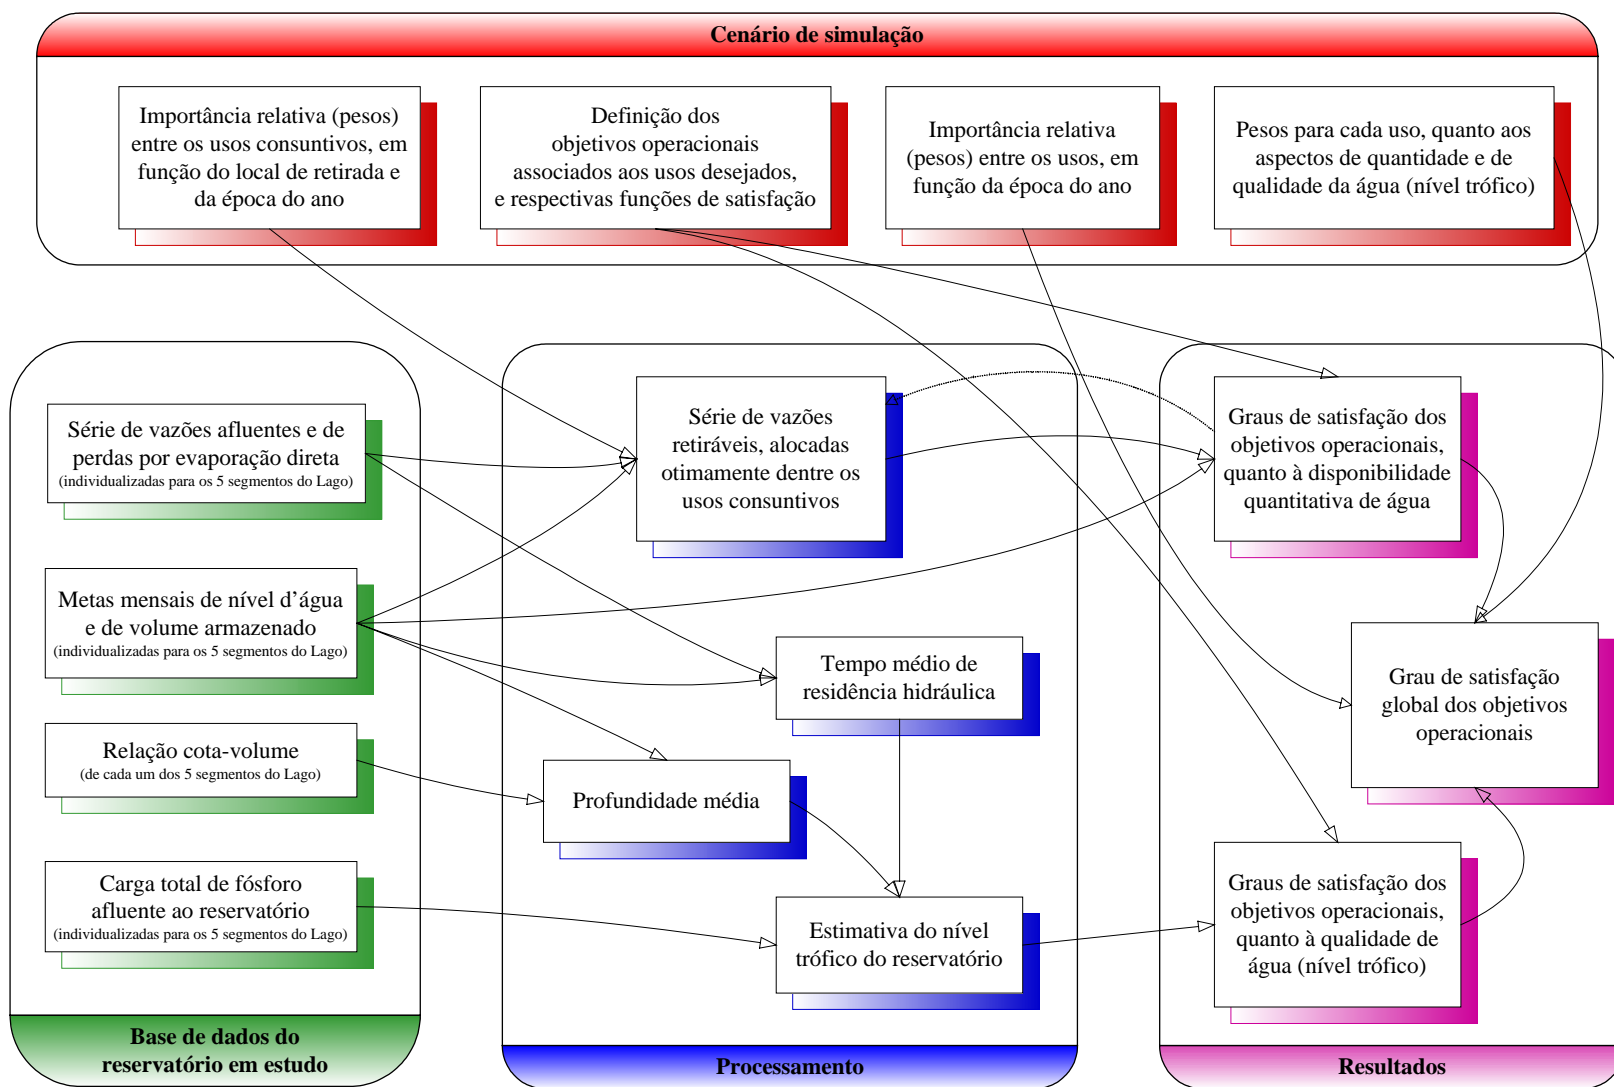 Cenário de simulação
Importância relativa (pesos)
entre os usos consuntivos, em
função do local de retirada e
da época do ano
Definição dos
objetivos operacionais
associados aos usos desejados,
e respectivas funções de satisfação
Importância relativa
(pesos) entre os usos, em
função da época do ano
Pesos para cada uso, quanto aos
aspectos de quantidade e de
qualidade da água (nível trófico)
Série de vazões afluentes e de
perdas por evaporação direta
(individualizadas para os 5 segmentos do Lago)
Metas mensais de nível d’água
e de volume armazenado
(individualizadas para os 5 segmentos do Lago)
Relação cota-volume
(de cada um dos 5 segmentos do Lago)
Carga total de fósforo
afluente ao reservatório
(individualizadas para os 5 segmentos do Lago)
Base de dados do
reservatório em estudo
Série de vazões
retiráveis, alocadas
otimamente dentre os
usos consuntivos
Tempo médio de
residência hidráulica
Profundidade média
Estimativa do nível
trófico do reservatório
Processamento
Graus de satisfação dos
objetivos operacionais,
quanto à disponibilidade
quantitativa de água
Grau de satisfação
global dos objetivos
operacionais
Graus de satisfação dos
objetivos operacionais,
quanto à qualidade de
água (nível trófico)
Resultados